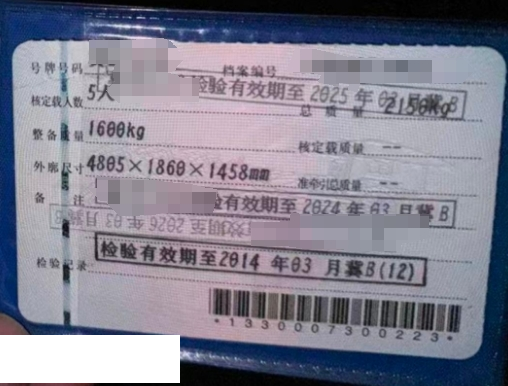 号牌号码 档案编号
检验有效期至2025年03月冀B
核定载人数 5人 总质量 2150kg
整备质量 1600kg 核定载质量 --
外廓尺寸 4805×1860×1458mm 准牵引总质量 --
备注 检验有效期至2024年03月冀B
有效期至2026年03月冀B
检验记录 检验有效期至2014年03月冀B(12)
*1330007300223*